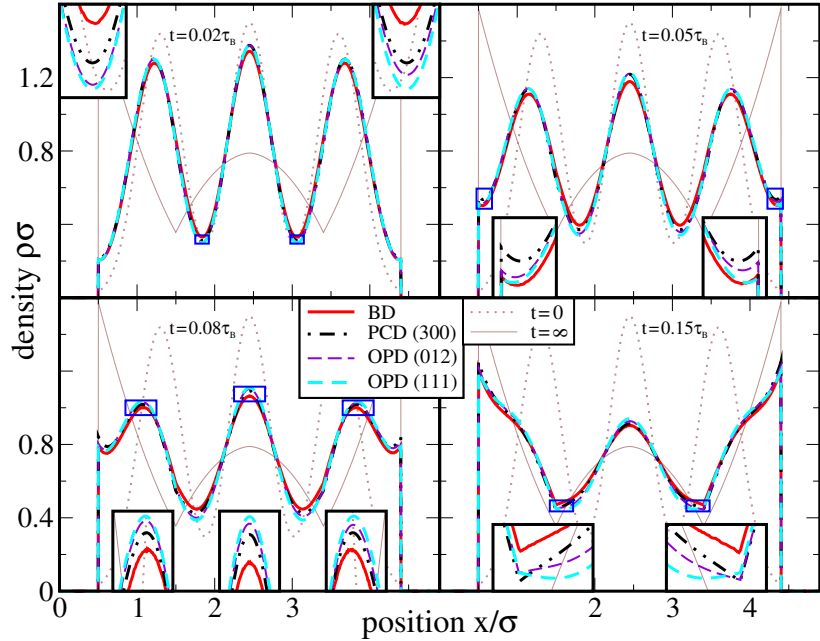 t=0.02τB
t=0.05τB
1.2
0.8
density ρσ
BD
PCD (300)
OPD (012)
OPD (111)
t=0
t=∞
t=0.08τB
t=0.15τB
0.8
0.4
0
0 1 2 3 2 3 4
position x/σ